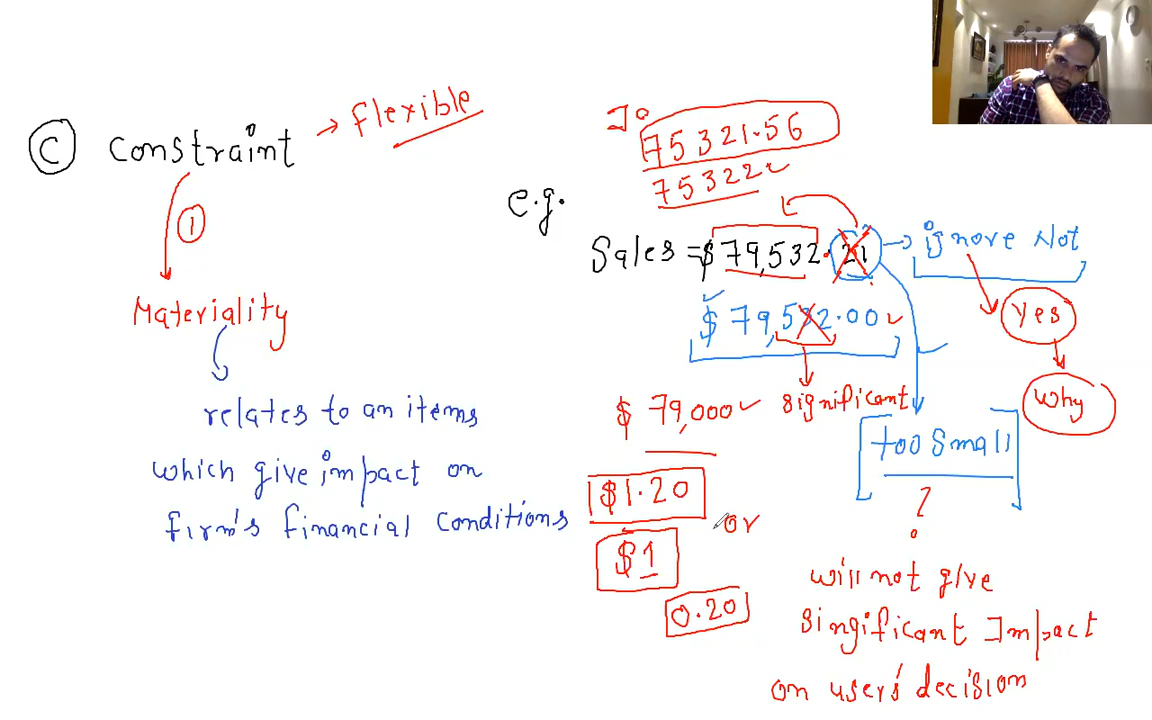 C constraint → Flexible
1
Materiality
relates to an items
which give impact on
firm's financial conditions
75321.56
75322
e.g.
Sales = $79,532.21 → ignore Not
$79,532.00
Yes
Why
$79,000
significant
too small
$1.20
or
$1
0.20
?
will not give
Singificant Impact
on user's decision